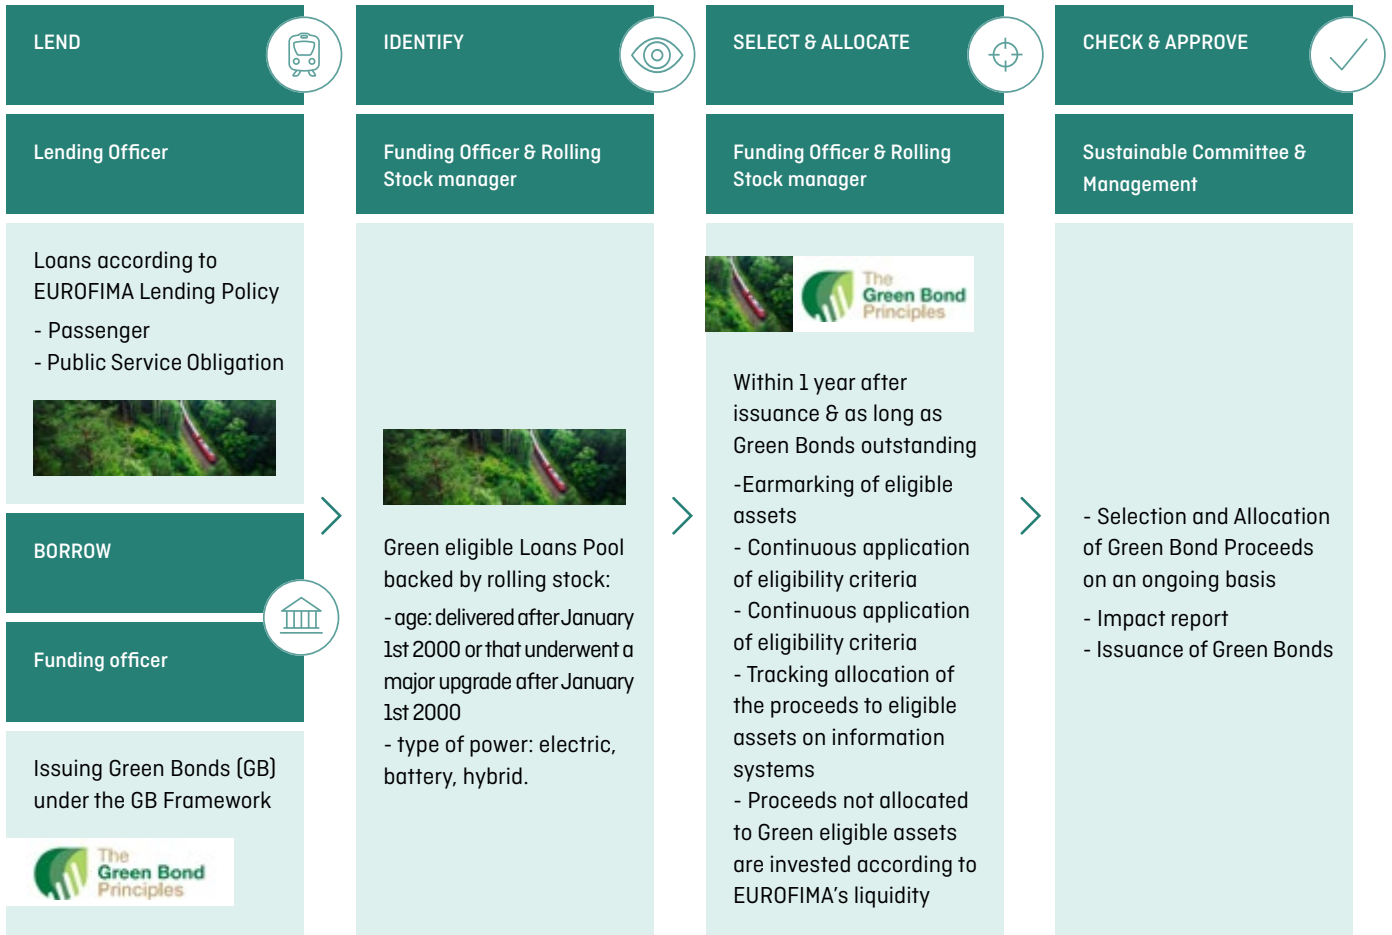 LEND
Lending Officer
Loans according to
EUROFIMA Lending Policy
- Passenger
- Public Service Obligation
BORROW
Funding officer
Issuing Green Bonds (GB)
under the GB Framework
The
Green Bond
Principles
IDENTIFY
Funding Officer & Rolling
Stock manager
Green eligible Loans Pool
backed by rolling stock:
- age: delivered after January
1st 2000 or that underwent a
major upgrade after January
1st 2000
- type of power: electric,
battery, hybrid.
SELECT & ALLOCATE
Funding Officer & Rolling
Stock manager
The
Green Bond
Principles
Within 1 year after
issuance & as long as
Green Bonds outstanding
-Earmarking of eligible
assets
- Continuous application
of eligibility criteria
- Continuous application
of eligibility criteria
- Tracking allocation of
the proceeds to eligible
assets on information
systems
- Proceeds not allocated
to Green eligible assets
are invested according to
EUROFIMA's liquidity
CHECK & APPROVE
Sustainable Committee &
Management
- Selection and Allocation
of Green Bond Proceeds
on an ongoing basis
- Impact report
- Issuance of Green Bonds